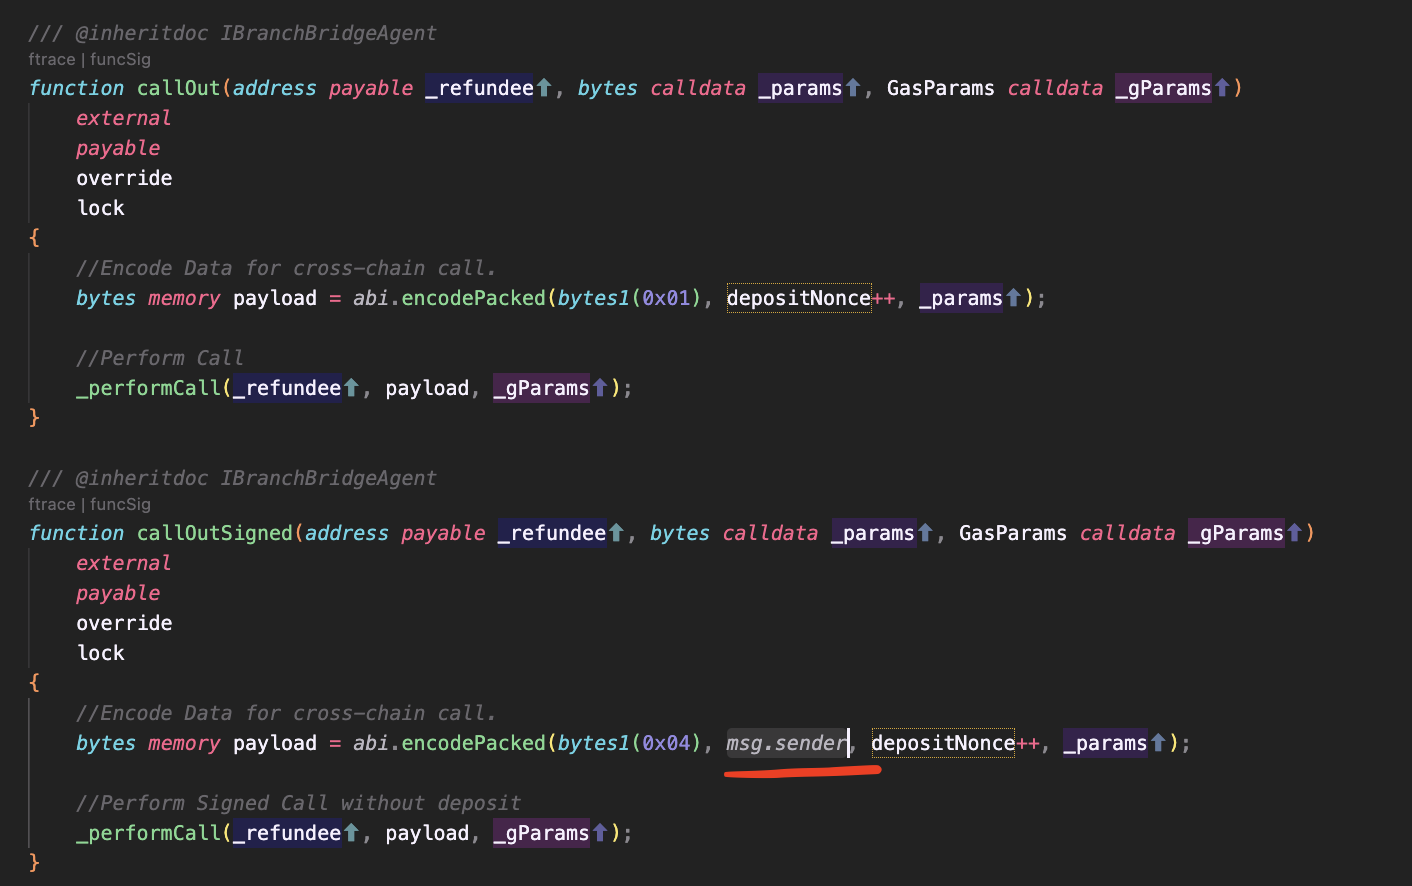 /// @inheritdoc IBranchBridgeAgent
ftrace | funcSig
function callOut(address payable _refundee⬆, bytes calldata _params⬆, GasParams calldata _gParams⬆)
external
payable
override
lock
{
//Encode Data for cross-chain call.
bytes memory payload = abi.encodePacked(bytes1(0x01), depositNonce++, _params⬆);
//Perform Call
_performCall(_refundee⬆, payload, _gParams⬆);
}
/// @inheritdoc IBranchBridgeAgent
ftrace | funcSig
function callOutSigned(address payable _refundee⬆, bytes calldata _params⬆, GasParams calldata _gParams⬆)
external
payable
override
lock
{
//Encode Data for cross-chain call.
bytes memory payload = abi.encodePacked(bytes1(0x04), msg.sender, depositNonce++, _params⬆);
//Perform Signed Call without deposit
_performCall(_refundee⬆, payload, _gParams⬆);
}